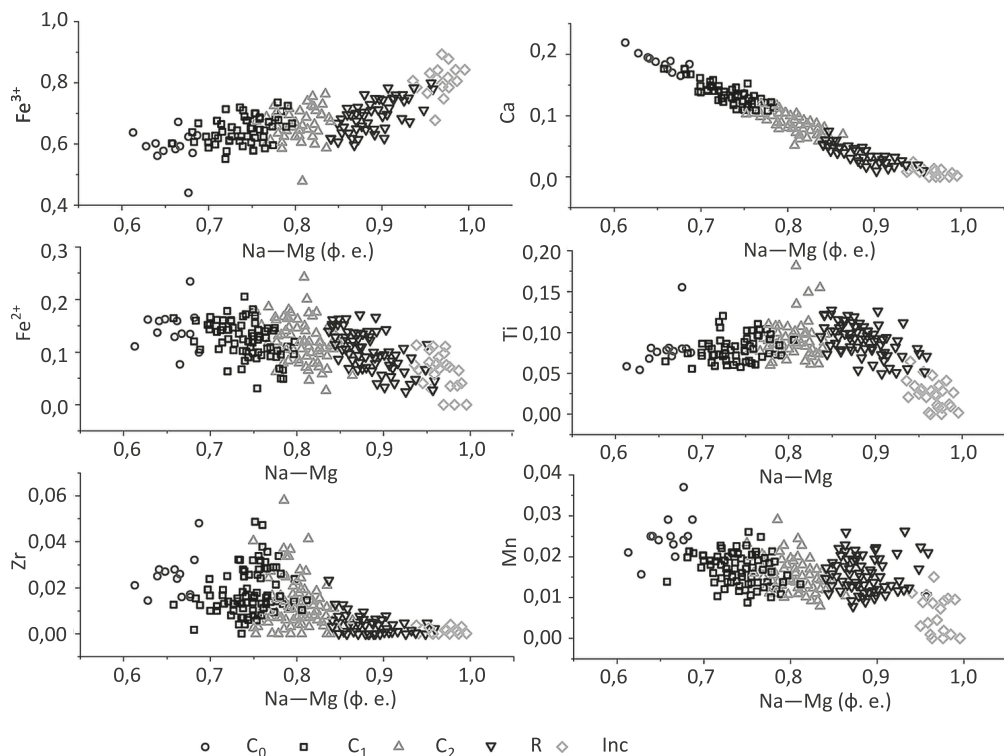 1,0
0,8
0,6
0,4
Fe³⁺
0,6 0,7 0,8 0,9 1,0
Na—Mg (ф. е.)
0,2
0,1
0,0
Ca
0,6 0,7 0,8 0,9 1,0
Na—Mg (ф. е.)
0,3
0,2
0,1
0,0
Fe²⁺
0,6 0,7 0,8 0,9 1,0
Na—Mg
0,20
0,15
0,10
0,05
0,00
Ti
0,6 0,7 0,8 0,9 1,0
Na—Mg
0,06
0,04
0,02
0,00
Zr
0,6 0,7 0,8 0,9 1,0
Na—Mg (ф. е.)
0,04
0,03
0,02
0,01
0,00
Mn
0,6 0,7 0,8 0,9 1,0
Na—Mg (ф. е.)
C₀ C₁ C₂ R Inc